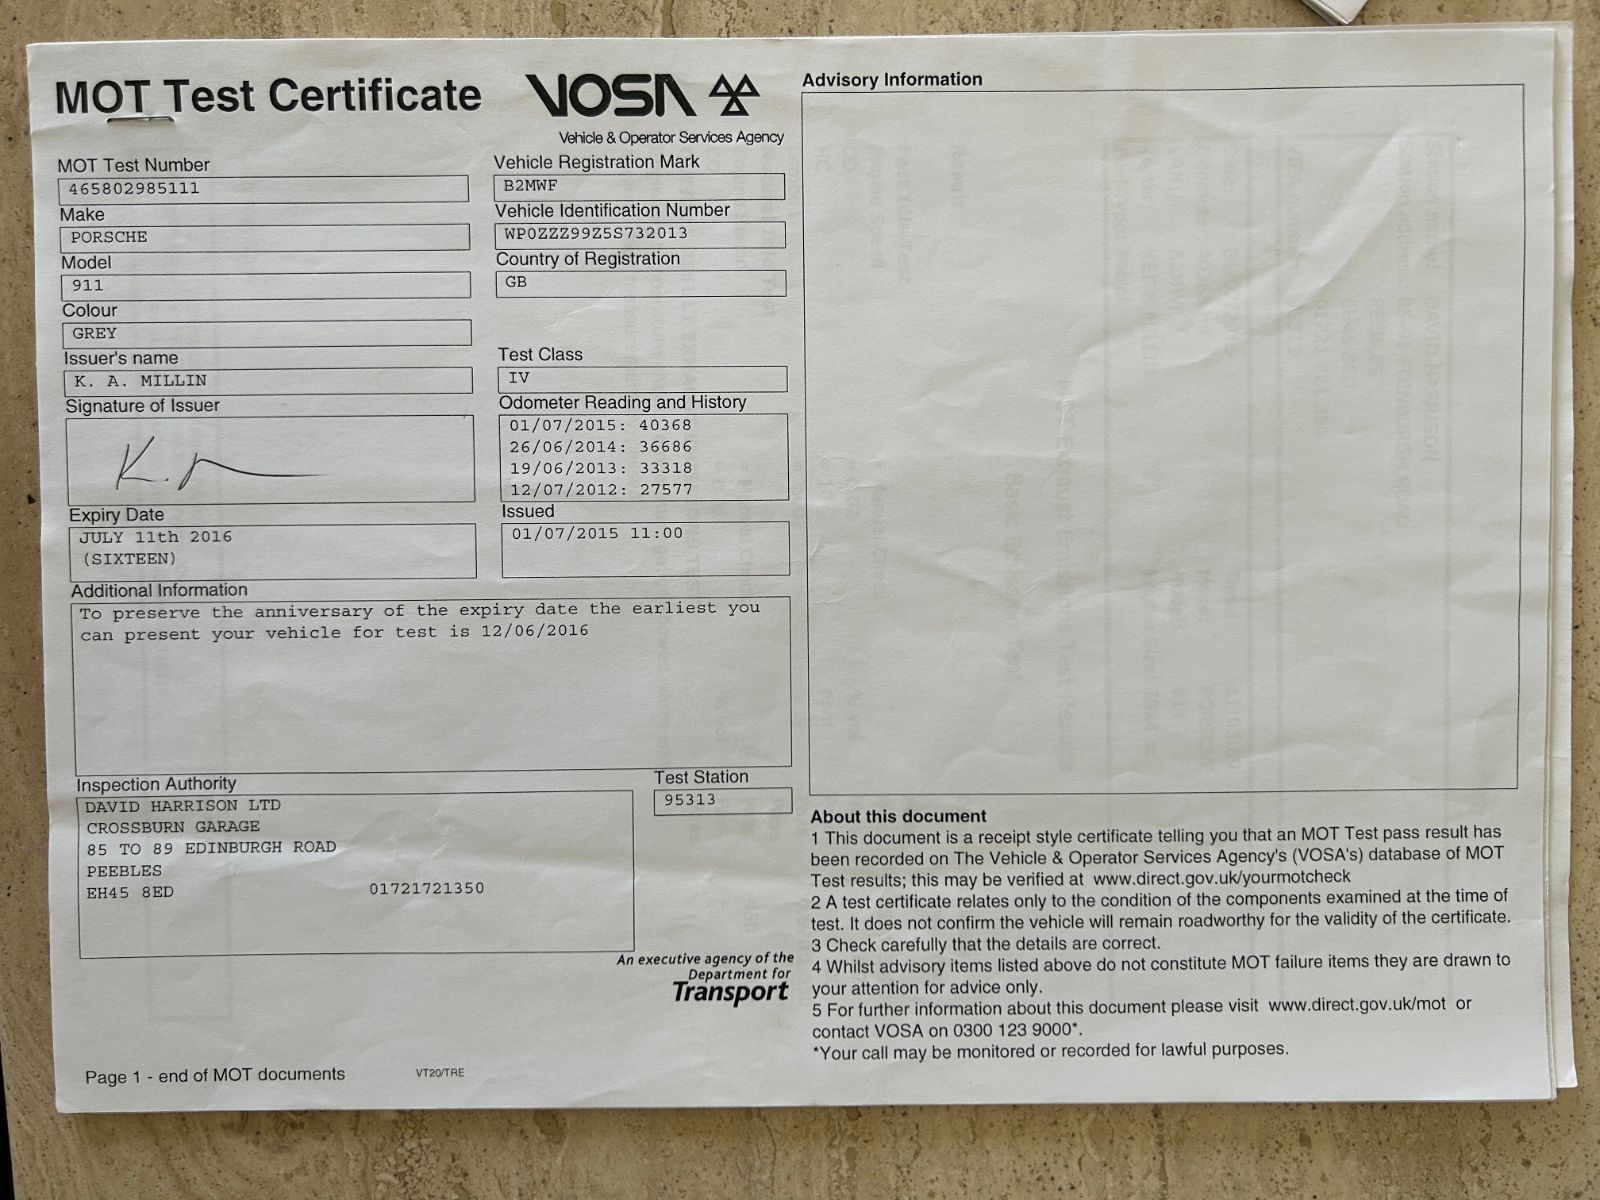 MOT Test Certificate
VOSA
Vehicle & Operator Services Agency
MOT Test Number
465802985111
Vehicle Registration Mark
B2MWF
Make
PORSCHE
Vehicle Identification Number
WP0ZZZ99Z5S732013
Model
911
Country of Registration
GB
Colour
GREY
Issuer's name
K. A. MILLIN
Test Class
IV
Signature of Issuer
Odometer Reading and History
01/07/2015: 40368
26/06/2014: 36686
19/06/2013: 33318
12/07/2012: 27577
Expiry Date
JULY 11th 2016
(SIXTEEN)
Issued
01/07/2015 11:00
Additional Information
To preserve the anniversary of the expiry date the earliest you
can present your vehicle for test is 12/06/2016
Inspection Authority
DAVID HARRISON LTD
CROSSBURN GARAGE
85 TO 89 EDINBURGH ROAD
PEEBLES
EH45 8ED 01721721350
Test Station
95313
An executive agency of the
Department for
Transport
Page 1 - end of MOT documents
VT20/TRE
Advisory Information
About this document
1 This document is a receipt style certificate telling you that an MOT Test pass result has
been recorded on The Vehicle & Operator Services Agency's (VOSA's) database of MOT
Test results; this may be verified at www.direct.gov.uk/yourmotcheck
2 A test certificate relates only to the condition of the components examined at the time of
test. It does not confirm the vehicle will remain roadworthy for the validity of the certificate.
3 Check carefully that the details are correct.
4 Whilst advisory items listed above do not constitute MOT failure items they are drawn to
your attention for advice only.
5 For further information about this document please visit www.direct.gov.uk/mot or
contact VOSA on 0300 123 9000*.
*Your call may be monitored or recorded for lawful purposes.